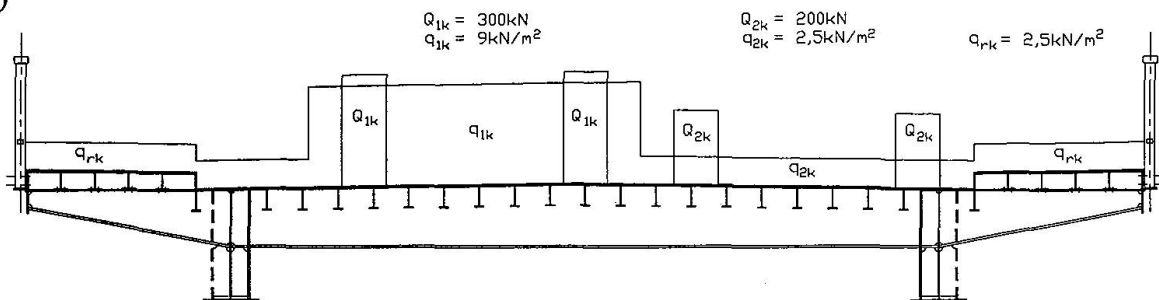 )
Q1k = 300kN
q1k = 9kN/m²
Q2k = 200kN
q2k = 2,5kN/m²
qrk = 2,5kN/m²
Q1k
q1k
Q1k
Q2k
Q2k
qrk
q2k
qrk